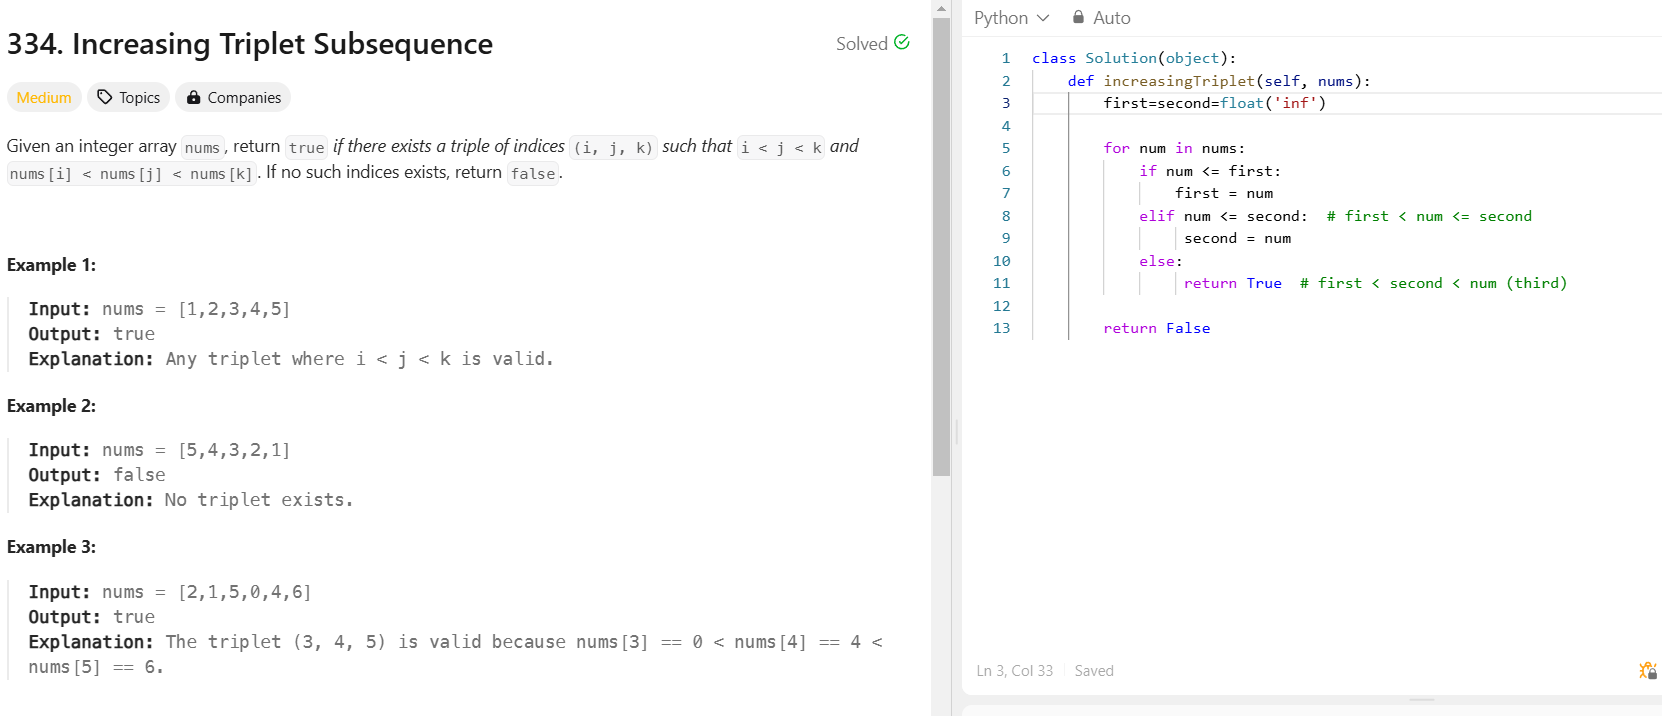 334. Increasing Triplet Subsequence
Solved
Medium Topics Companies
Given an integer array nums, return true if there exists a triple of indices (i, j, k) such that i < j < k and
nums[i] < nums[j] < nums[k]. If no such indices exists, return false.
Example 1:
Input: nums = [1,2,3,4,5]
Output: true
Explanation: Any triplet where i < j < k is valid.
Example 2:
Input: nums = [5,4,3,2,1]
Output: false
Explanation: No triplet exists.
Example 3:
Input: nums = [2,1,5,0,4,6]
Output: true
Explanation: The triplet (3, 4, 5) is valid because nums[3] == 0 < nums[4] == 4 <
nums[5] == 6.
Python Auto
1 class Solution(object):
2     def increasingTriplet(self, nums):
3         first=second=float('inf')
4
5         for num in nums:
6             if num <= first:
7                 first = num
8             elif num <= second:  # first < num <= second
9                  second = num
10             else:
11                  return True  # first < second < num (third)
12
13         return False
Ln 3, Col 33 Saved